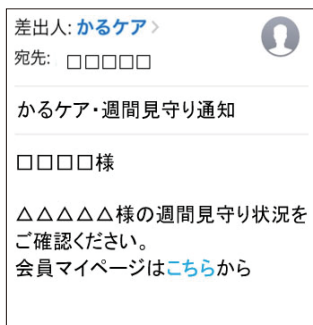 差出人: かるケア >
宛先: □□□□□
かるケア・週間見守り通知
□□□□様
△△△△△様の週間見守り状況を
ご確認ください。
会員マイページはこちらから